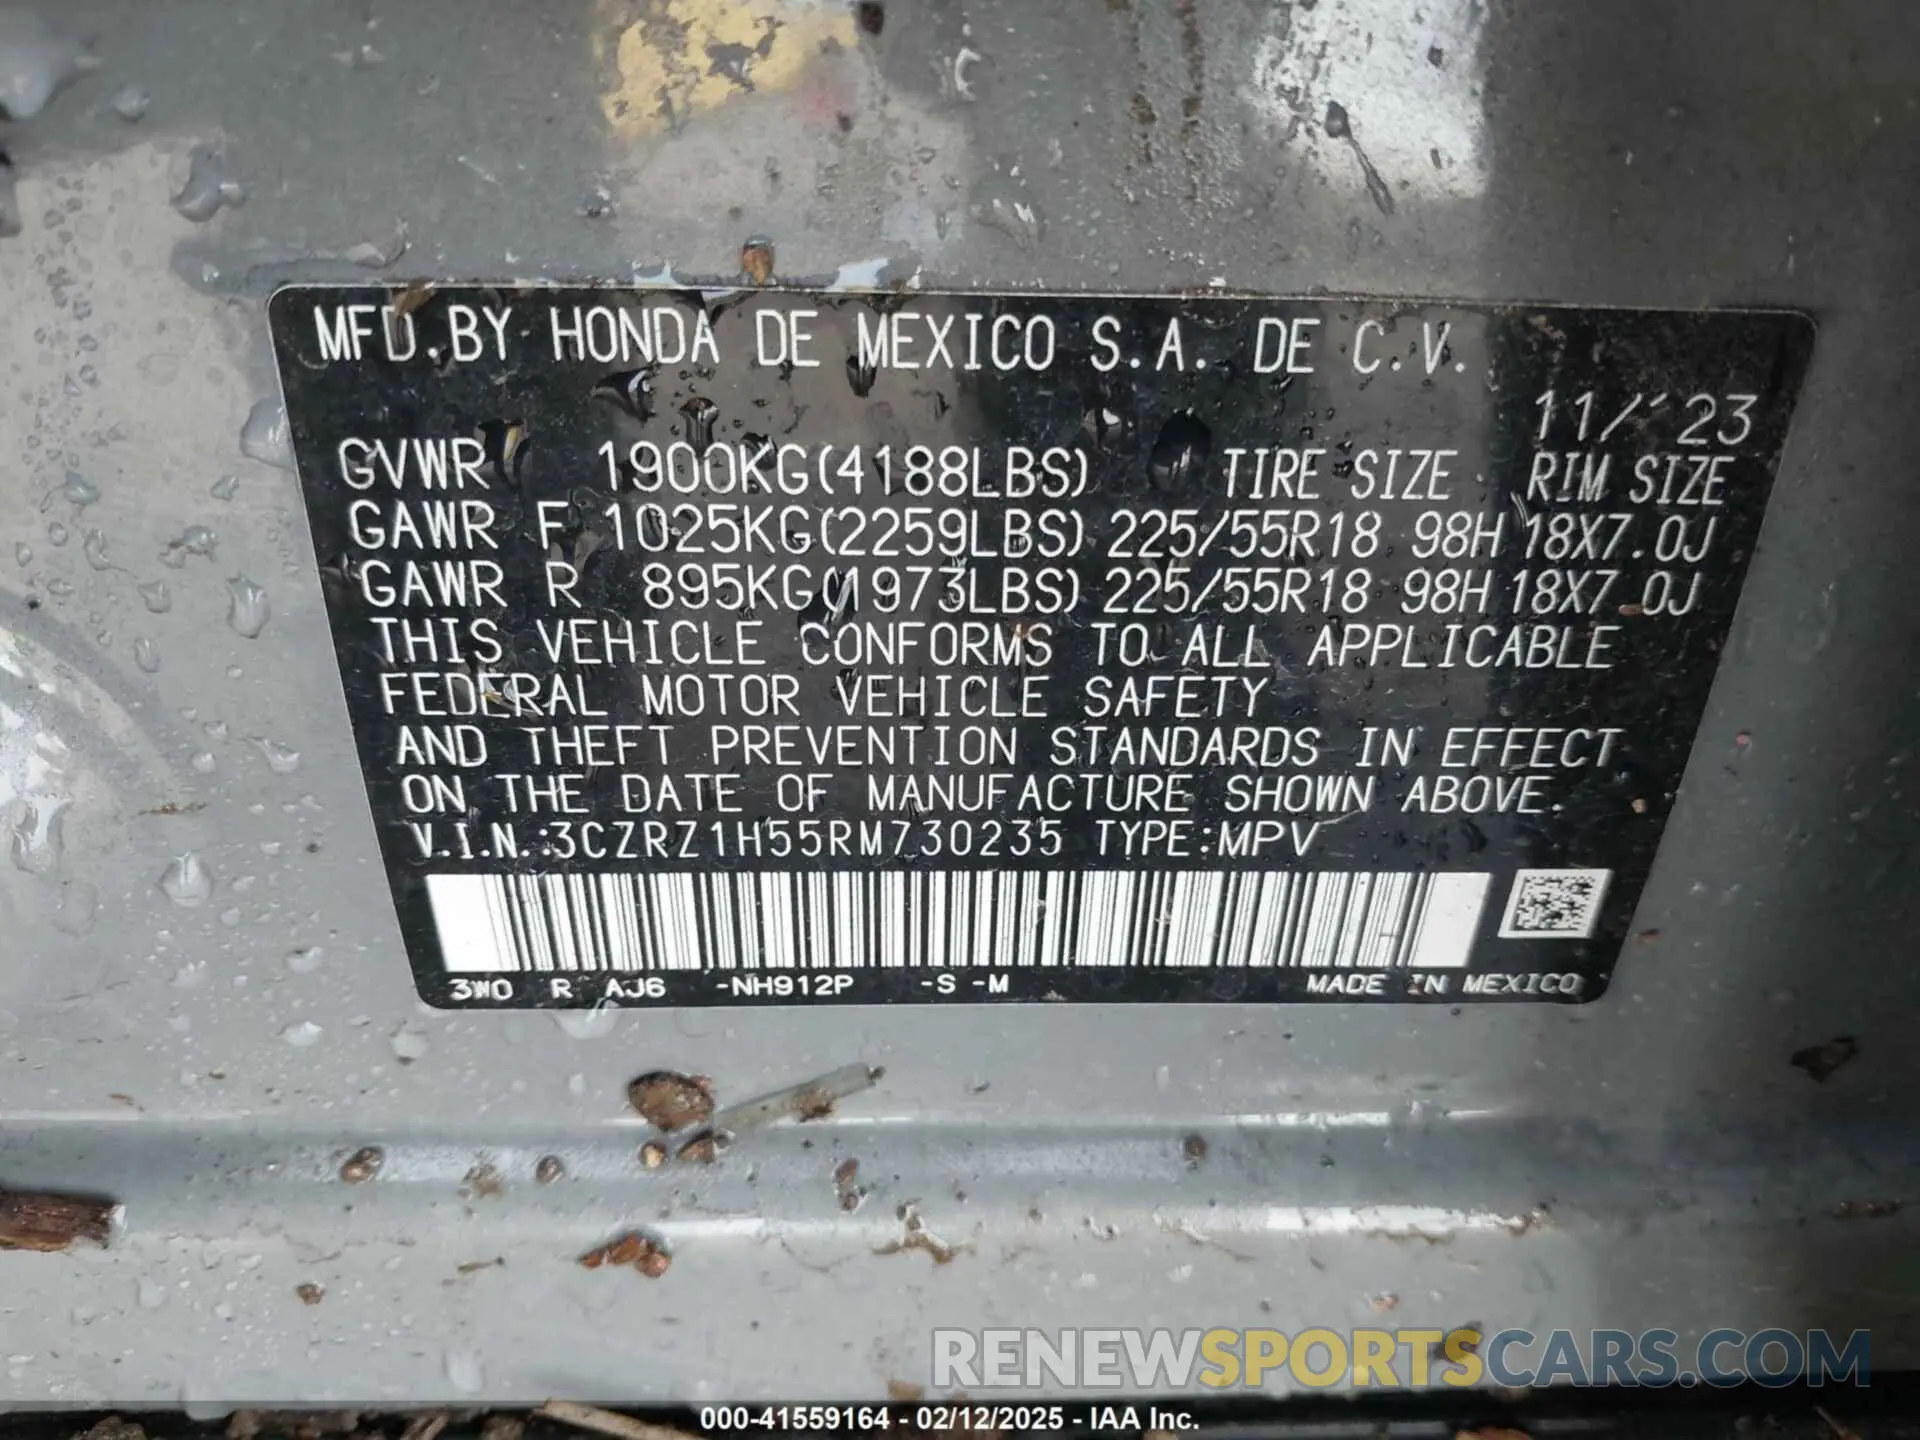 MFD.BY HONDA DE MEXICO S.A. DE C.V.
11/'23
GVWR 1900KG(4188LBS) TIRE SIZE RIM SIZE
GAWR F 1025KG(2259LBS) 225/55R18 98H 18X7.0J
GAWR R 895KG(1973LBS) 225/55R18 98H 18X7.0J
THIS VEHICLE CONFORMS TO ALL APPLICABLE
FEDERAL MOTOR VEHICLE SAFETY
AND THEFT PREVENTION STANDARDS IN EFFECT
ON THE DATE OF MANUFACTURE SHOWN ABOVE.
V.I.N.:3CZRZ1H55RM730235 TYPE:MPV
3W0 R AJ6 -NH912P -S -M MADE IN MEXICO
RENEWSPORTSCARS.COM
000-41559164 - 02/12/2025 - IAA Inc.